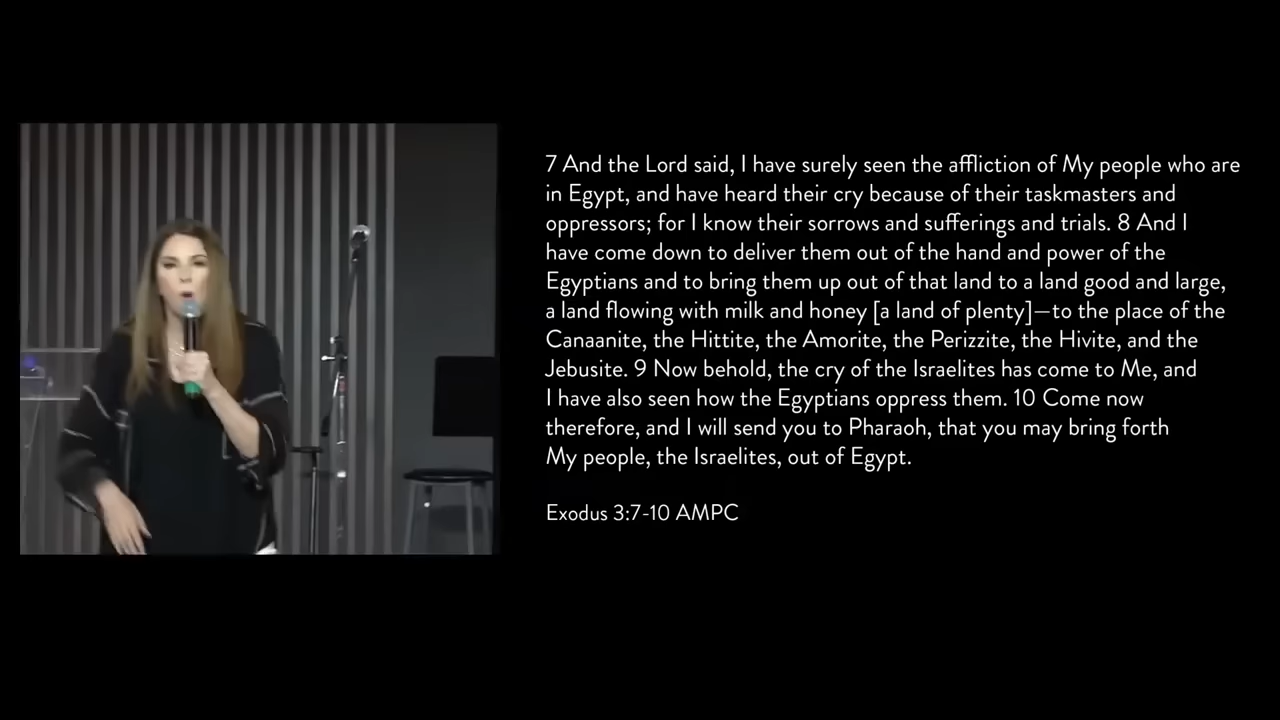 7 And the Lord said, I have surely seen the affliction of My people who are
in Egypt, and have heard their cry because of their taskmasters and
oppressors; for I know their sorrows and sufferings and trials. 8 And I
have come down to deliver them out of the hand and power of the
Egyptians and to bring them up out of that land to a land good and large,
a land flowing with milk and honey [a land of plenty]—to the place of the
Canaanite, the Hittite, the Amorite, the Perizzite, the Hivite, and the
Jebusite. 9 Now behold, the cry of the Israelites has come to Me, and
I have also seen how the Egyptians oppress them. 10 Come now
therefore, and I will send you to Pharaoh, that you may bring forth
My people, the Israelites, out of Egypt.
Exodus 3:7-10 AMPC